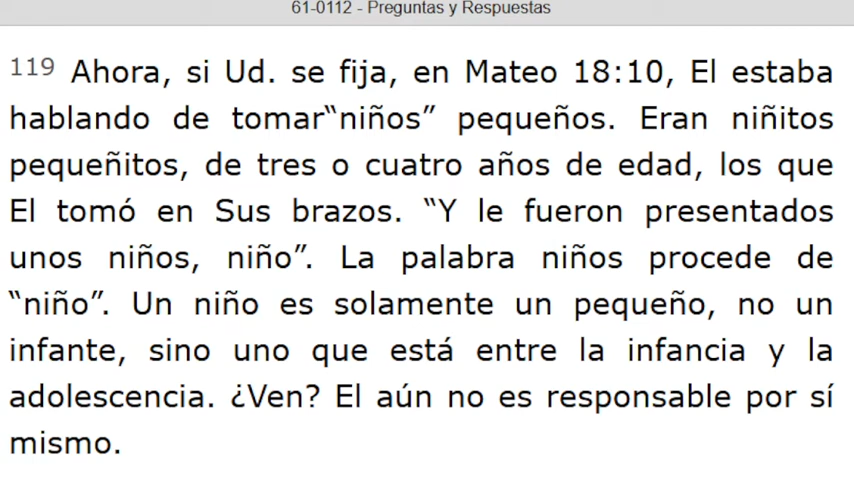 61-0112 - Preguntas y Respuestas
119 Ahora, si Ud. se fija, en Mateo 18:10, El estaba
hablando de tomar“niños” pequeños. Eran niñitos
pequeñitos, de tres o cuatro años de edad, los que
El tomó en Sus brazos. “Y le fueron presentados
unos niños, niño”. La palabra niños procede de
“niño”. Un niño es solamente un pequeño, no un
infante, sino uno que está entre la infancia y la
adolescencia. ¿Ven? El aún no es responsable por sí
mismo.